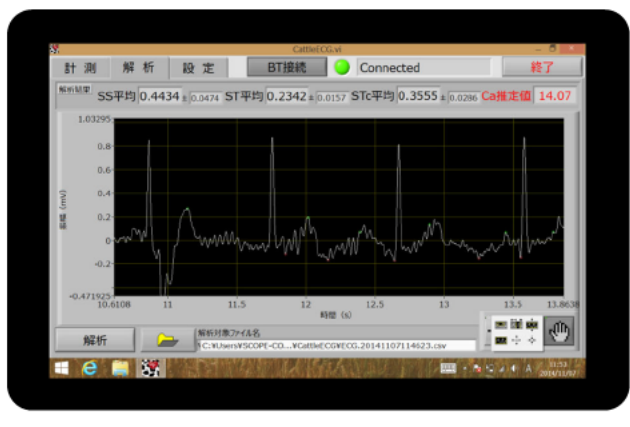 CattleECG.vi
計 測 解 析 設 定 BT接続 Connected 終了
解析結果 SS平均 0.4434 ± 0.0474 ST平均 0.2342 ± 0.0157 STc平均 0.3555 ± 0.0286 Ca推定値 14.07
1.03295
0.8
0.6
0.4
0.2
0
-0.2
-0.471925
(mV)
10.6108 11 11.5 12 12.5 13 13.5 13.8638
時間 (s)
解析
解析対象ファイル名
C:¥Users¥SCOPE-CO...¥CattleECG¥ECG.20141107114623.csv
A 11:53
2014/11/07